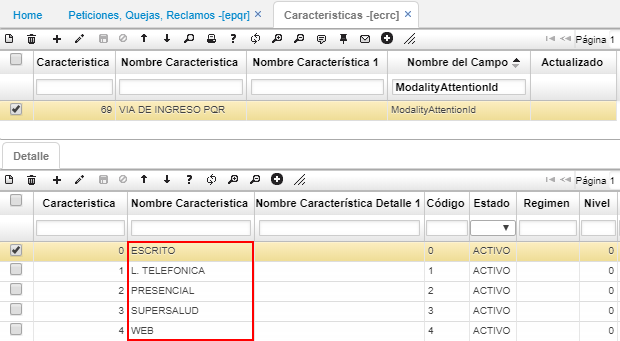 Home Peticiones, Quejas, Reclamos -[epqr] × Caracteristicas -[ecrc] ×
Página 1
Caracteristica Nombre Caracteristica Nombre Característica 1 Nombre del Campo Actualizado
ModalityAttentionId
69 VIA DE INGRESO PQR ModalityAttentionId
Detalle
Página 1
Caracteristica Nombre Caracteristica Nombre Característica Detalle 1 Código Estado Regimen Nivel
0 ESCRITO 0 ACTIVO 0
1 L. TELEFONICA 1 ACTIVO 0
2 PRESENCIAL 2 ACTIVO 0
3 SUPERSALUD 3 ACTIVO 0
4 WEB 4 ACTIVO 0